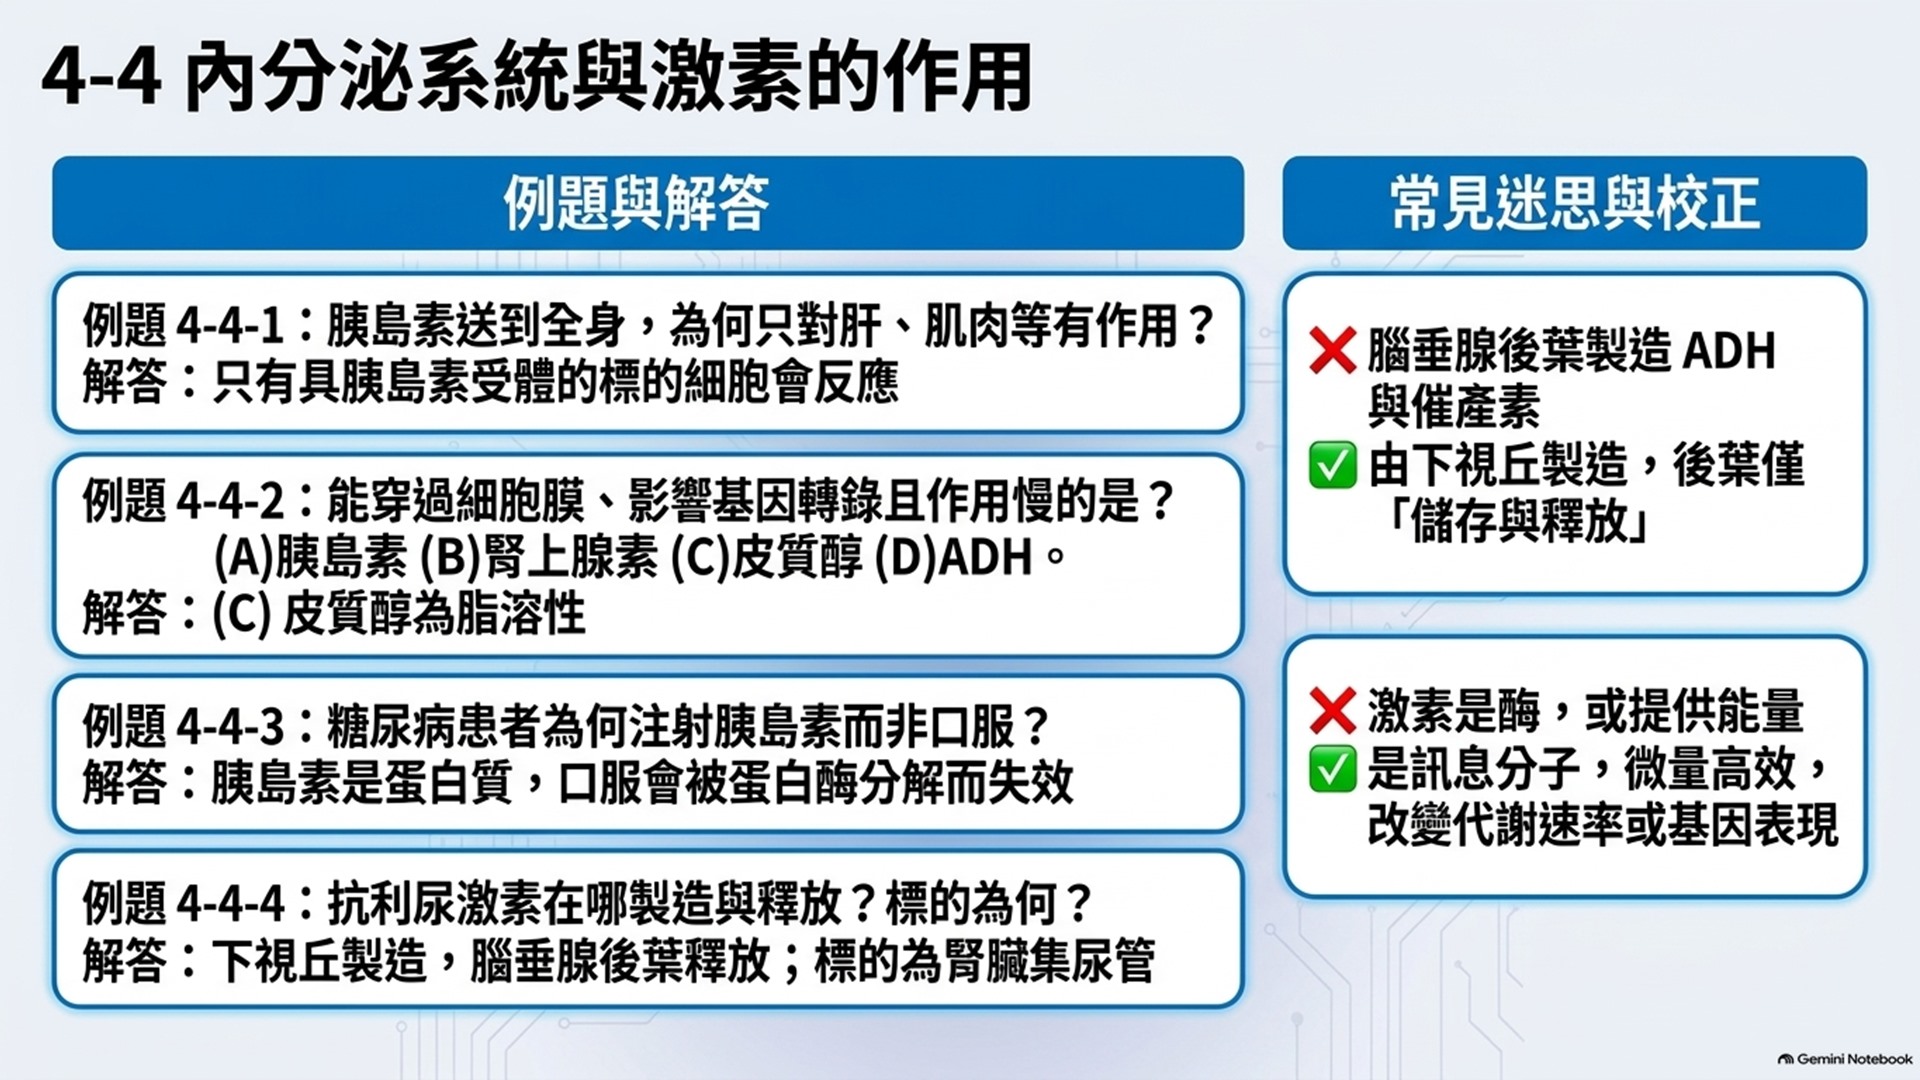 4-4 內分泌系統與激素的作用
例題與解答
例題 4-4-1：胰島素送到全身，為何只對肝、肌肉等有作用？
解答：只有具胰島素受體的標的細胞會反應
例題 4-4-2：能穿過細胞膜、影響基因轉錄且作用慢的是？
(A)胰島素 (B)腎上腺素 (C)皮質醇 (D)ADH。
解答：(C) 皮質醇為脂溶性
例題 4-4-3：糖尿病患者為何注射胰島素而非口服？
解答：胰島素是蛋白質，口服會被蛋白酶分解而失效
例題 4-4-4：抗利尿激素在哪製造與釋放？標的為何？
解答：下視丘製造，腦垂腺後葉釋放；標的為腎臟集尿管
常見迷思與校正
❌ 腦垂腺後葉製造 ADH
與催產素
✅ 由下視丘製造，後葉僅
「儲存與釋放」
❌ 激素是酶，或提供能量
✅ 是訊息分子，微量高效，
改變代謝速率或基因表現
Gemini Notebook